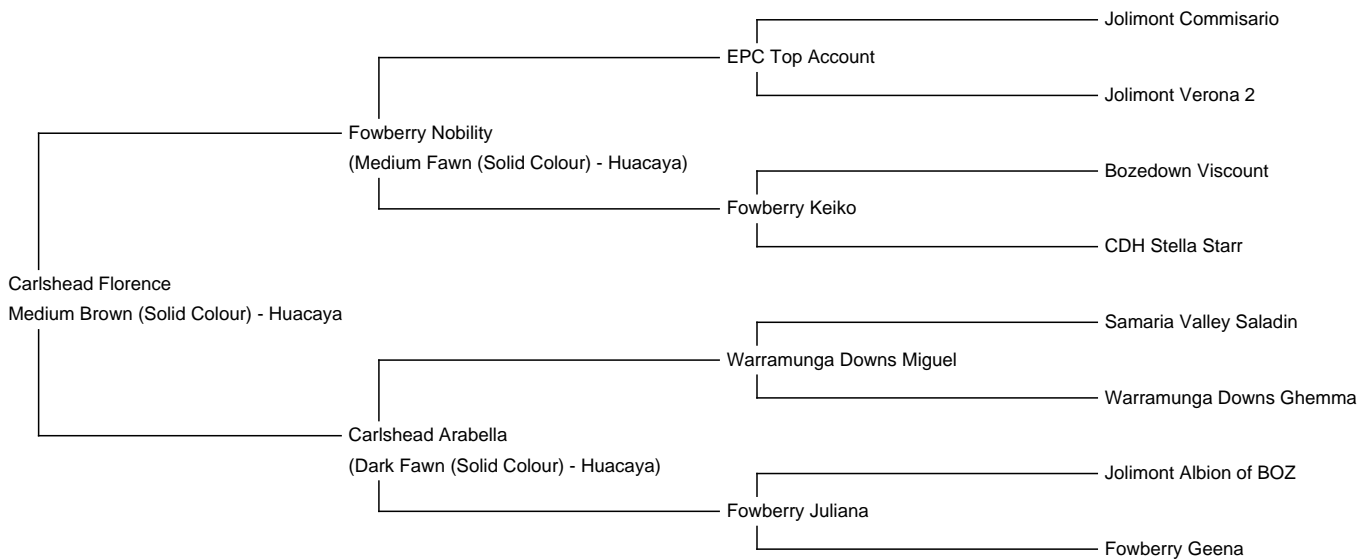 Jolimont Commisario
EPC Top Account
Jolimont Verona 2
Fowberry Nobility
(Medium Fawn (Solid Colour) - Huacaya)
Bozedown Viscount
Fowberry Keiko
CDH Stella Starr
Carlshead Florence
Medium Brown (Solid Colour) - Huacaya
Samaria Valley Saladin
Warramunga Downs Miguel
Warramunga Downs Ghemma
Carlshead Arabella
(Dark Fawn (Solid Colour) - Huacaya)
Jolimont Albion of BOZ
Fowberry Juliana
Fowberry Geena